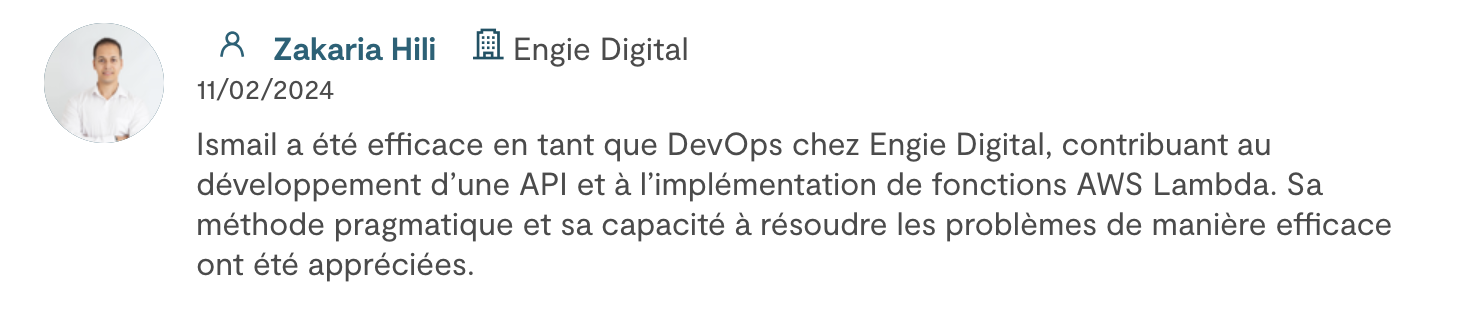 Zakaria Hili Engie Digital
11/02/2024
Ismail a été efficace en tant que DevOps chez Engie Digital, contribuant au
développement d’une API et à l’implémentation de fonctions AWS Lambda. Sa
méthode pragmatique et sa capacité à résoudre les problèmes de manière efficace
ont été appréciées.